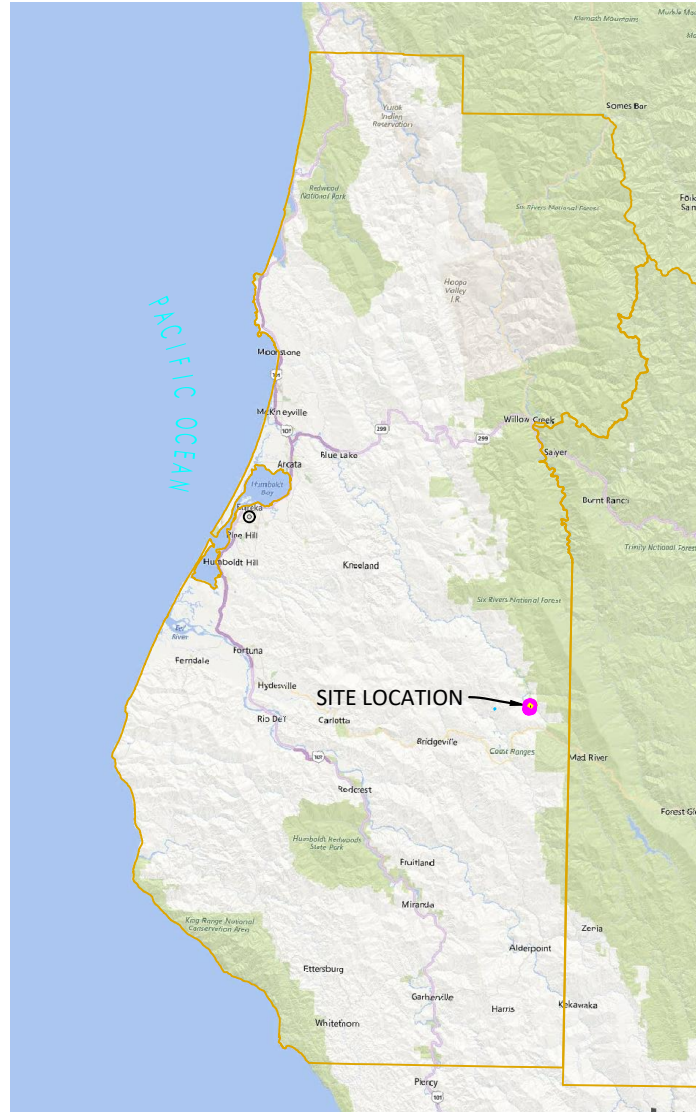 Klamath Mountains
Somes Bar
Yurok
Indian
Reservation
Redwood
National Park
Six Rivers National Forest
Hoopa
Valley
I.R.
PACIFIC OCEAN
Moonstone
101
McKinleyville
101
299
Willow Creek
299
Blue Lake
Arcata
Salyer
Humboldt
Bay
Burnt Ranch
Eureka
Pine Hill
Trinity National Forest
Humboldt Hill
Kneeland
Six Rivers National Forest
Eel
River
Fortuna
Ferndale
Hydesville
SITE LOCATION
Rio Dell
Carlotta
Bridgeville
Coast Ranges
101
Mad River
Redcrest
Forest Gl
Humboldt Redwoods
State Park
Fruitland
Miranda
King Range National
Conservation Area
Zenia
Alderpoint
Ettersburg
Garberville
Harris
Kekawaka
Whitethorn
Piercy
101